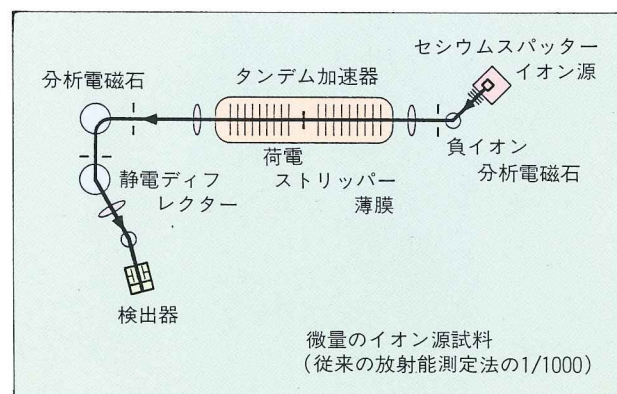 セシウムスパッター
イオン源
分析電磁石
タンデム加速器
荷電
ストリッパー
薄膜
負イオン
分析電磁石
静電ディフ
レクター
検出器
微量のイオン源試料
(従来の放射能測定法の1/1000)